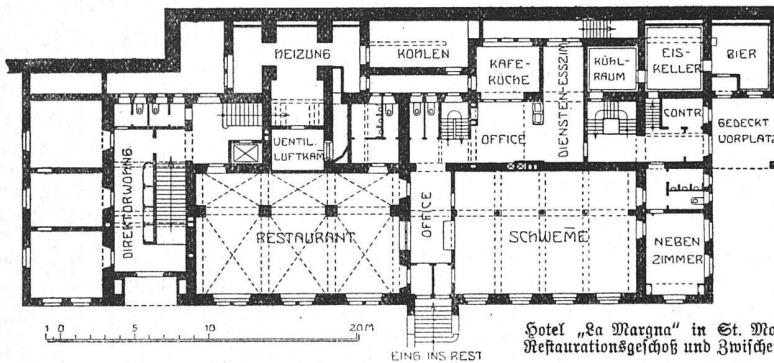 HEIZUNG
KOHLEN
KAFE-
KÜCHE
DIENSTEN-ESSZIM.
KÜHL-
RAUM
EIS-
KELLER
BIER
CONTR.
GEDECKT
VORPLATZ
OFFICE
VENTIL.
LUFTKAM.
DIREKTORWOHNG.
RESTAURANT
OFFICE
SCHWEM̄E
NEBEN
ZIMMER
1 0 5 10 20 M
EING. INS REST
Hotel „La Margna“ in St. Mo
Restaurationsgeschoß und Zwische